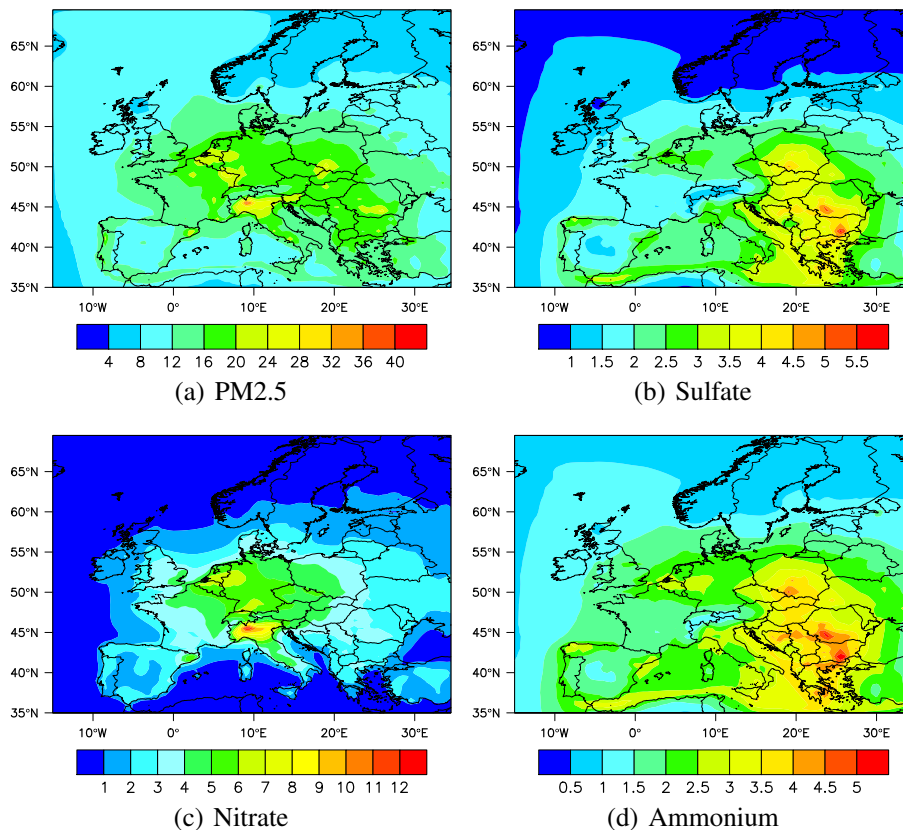 65°N
60°N
55°N
50°N
45°N
40°N
35°N
10°W 0° 10°E 20°E 30°E
4 8 12 16 20 24 28 32 36 40
(a) PM2.5
65°N
60°N
55°N
50°N
45°N
40°N
35°N
10°W 0° 10°E 20°E 30°E
1 1.5 2 2.5 3 3.5 4 4.5 5 5.5
(b) Sulfate
65°N
60°N
55°N
50°N
45°N
40°N
35°N
10°W 0° 10°E 20°E 30°E
1 2 3 4 5 6 7 8 9 10 11 12
(c) Nitrate
65°N
60°N
55°N
50°N
45°N
40°N
35°N
10°W 0° 10°E 20°E 30°E
0.5 1 1.5 2 2.5 3 3.5 4 4.5 5
(d) Ammonium